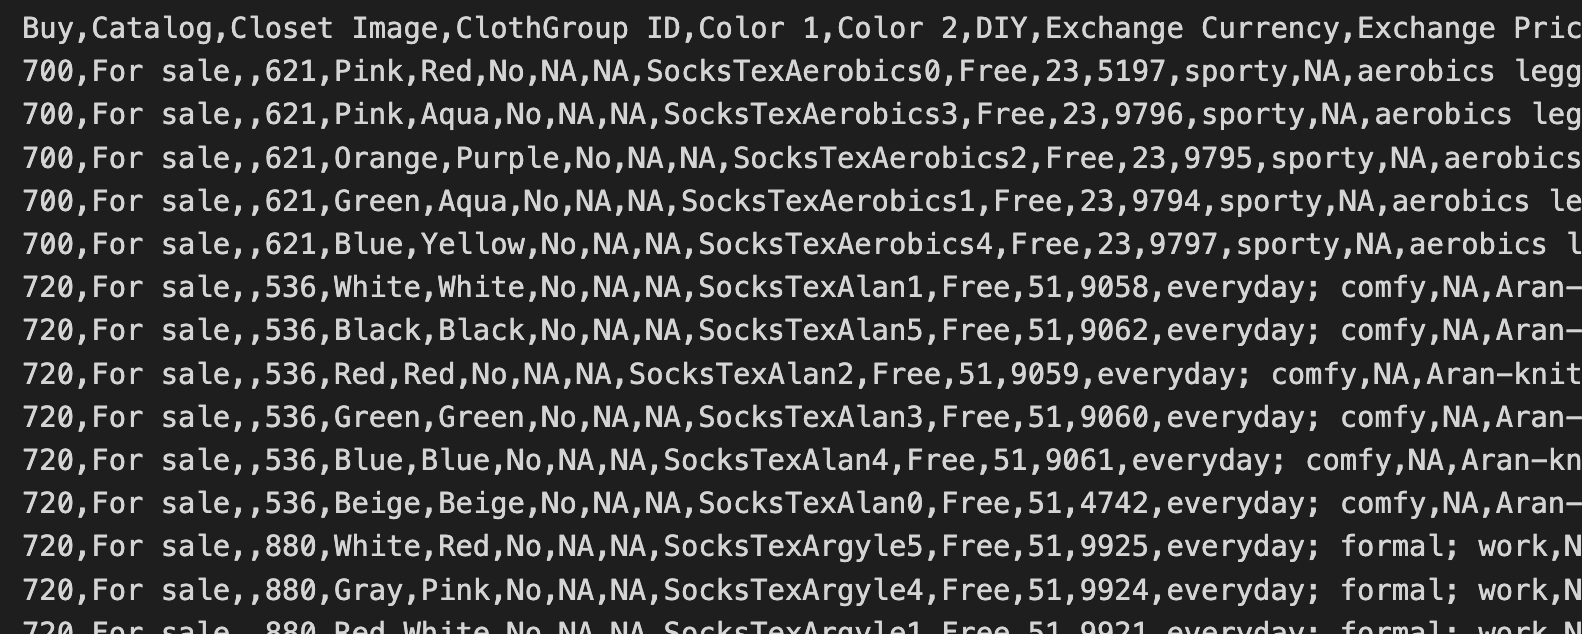 Buy,Catalog,Closet Image,ClothGroup ID,Color 1,Color 2,DIY,Exchange Currency,Exchange Pric
700,For sale,,621,Pink,Red,No,NA,NA,SocksTexAerobics0,Free,23,5197,sporty,NA,aerobics legg
700,For sale,,621,Pink,Aqua,No,NA,NA,SocksTexAerobics3,Free,23,9796,sporty,NA,aerobics leg
700,For sale,,621,Orange,Purple,No,NA,NA,SocksTexAerobics2,Free,23,9795,sporty,NA,aerobics
700,For sale,,621,Green,Aqua,No,NA,NA,SocksTexAerobics1,Free,23,9794,sporty,NA,aerobics le
700,For sale,,621,Blue,Yellow,No,NA,NA,SocksTexAerobics4,Free,23,9797,sporty,NA,aerobics l
720,For sale,,536,White,White,No,NA,NA,SocksTexAlan1,Free,51,9058,everyday; comfy,NA,Aran-
720,For sale,,536,Black,Black,No,NA,NA,SocksTexAlan5,Free,51,9062,everyday; comfy,NA,Aran-
720,For sale,,536,Red,Red,No,NA,NA,SocksTexAlan2,Free,51,9059,everyday; comfy,NA,Aran-knit
720,For sale,,536,Green,Green,No,NA,NA,SocksTexAlan3,Free,51,9060,everyday; comfy,NA,Aran-
720,For sale,,536,Blue,Blue,No,NA,NA,SocksTexAlan4,Free,51,9061,everyday; comfy,NA,Aran-kn
720,For sale,,536,Beige,Beige,No,NA,NA,SocksTexAlan0,Free,51,4742,everyday; comfy,NA,Aran-
720,For sale,,880,White,Red,No,NA,NA,SocksTexArgyle5,Free,51,9925,everyday; formal; work,N
720,For sale,,880,Gray,Pink,No,NA,NA,SocksTexArgyle4,Free,51,9924,everyday; formal; work,N
720,For sale,,880,Red,White,No,NA,NA,SocksTexArgyle1,Free,51,9921,everyday; formal; work,N